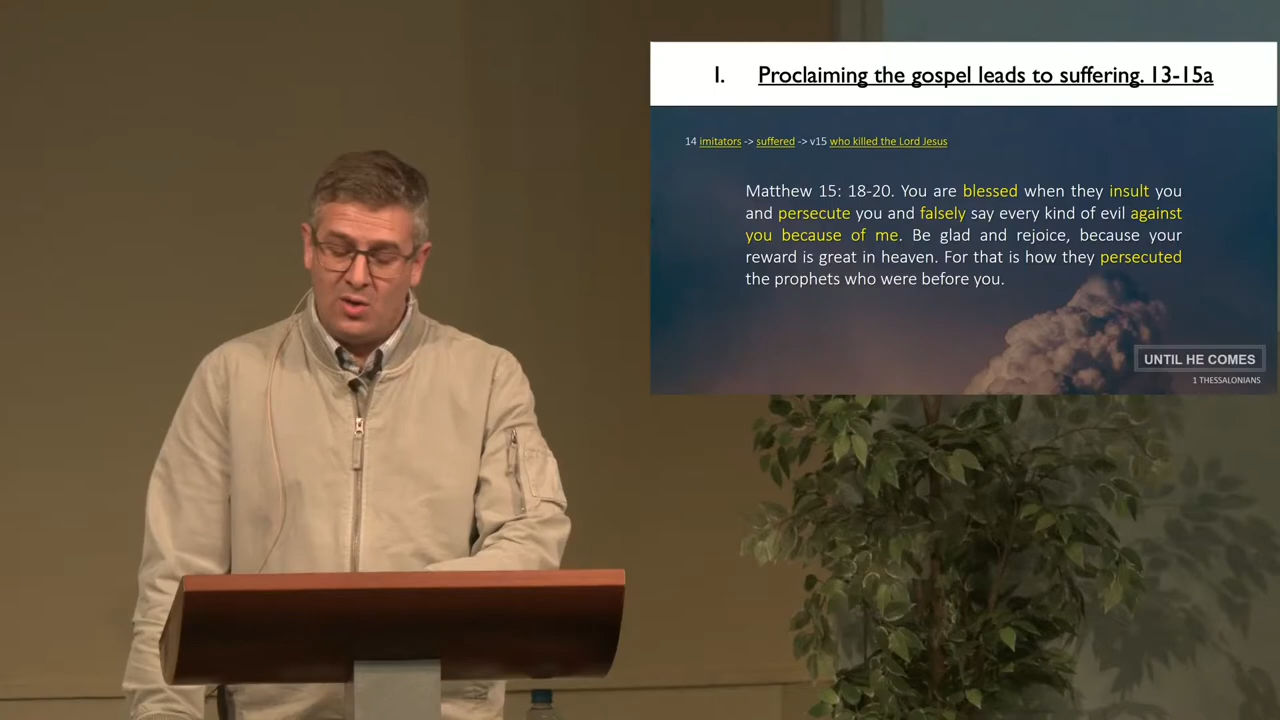 I. Proclaiming the gospel leads to suffering. 13-15a
14 imitators -> suffered -> v15 who killed the Lord Jesus
Matthew 15: 18-20. You are blessed when they insult you
and persecute you and falsely say every kind of evil against
you because of me. Be glad and rejoice, because your
reward is great in heaven. For that is how they persecuted
the prophets who were before you.
UNTIL HE COMES
1 THESSALONIANS